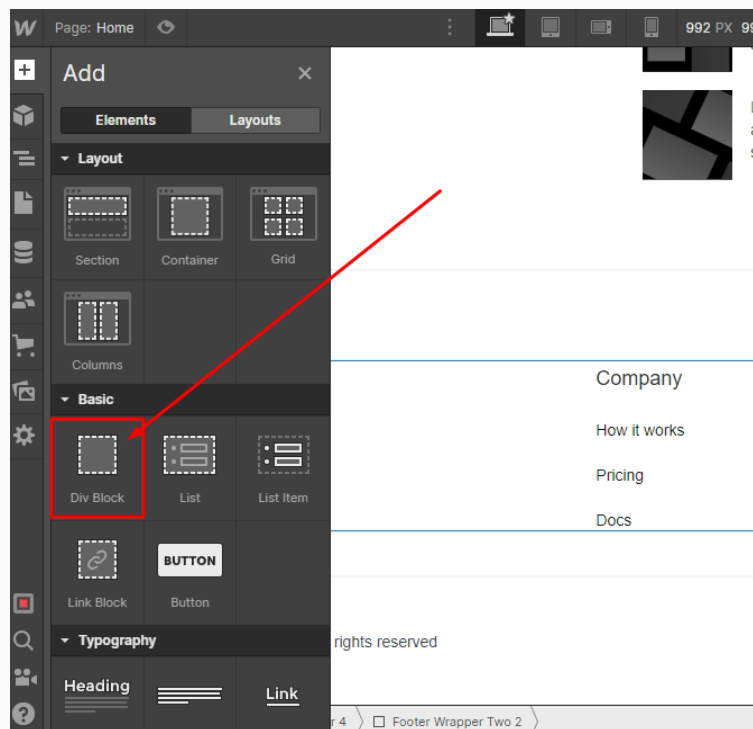 Page: Home
992 PX
Add
Elements
Layouts
Layout
Section
Container
Grid
Columns
Basic
Div Block
List
List Item
Link Block
BUTTON
Button
Typography
Heading
Link
Company
How it works
Pricing
Docs
rights reserved
r 4
Footer Wrapper Two 2